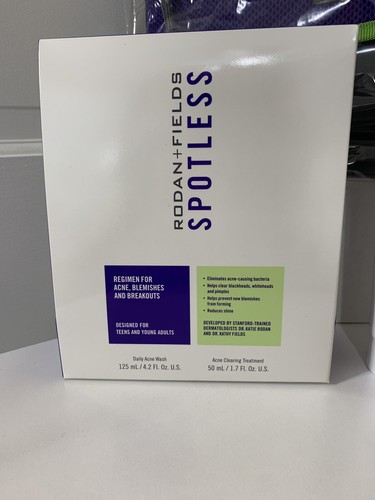 RODAN+FIELDS
SPOTLESS
REGIMEN FOR
ACNE, BLEMISHES
AND BREAKOUTS
DESIGNED FOR
TEENS AND YOUNG ADULTS
• Eliminates acne-causing bacteria
• Helps clear blackheads, whiteheads
and pimples
• Helps prevent new blemishes
from forming
• Reduces shine
DEVELOPED BY STANFORD-TRAINED
DERMATOLOGISTS DR. KATIE RODAN
AND DR. KATHY FIELDS
Daily Acne Wash
125 mL / 4.2 Fl. Oz. U.S.
Acne Clearing Treatment
50 mL / 1.7 Fl. Oz. U.S.